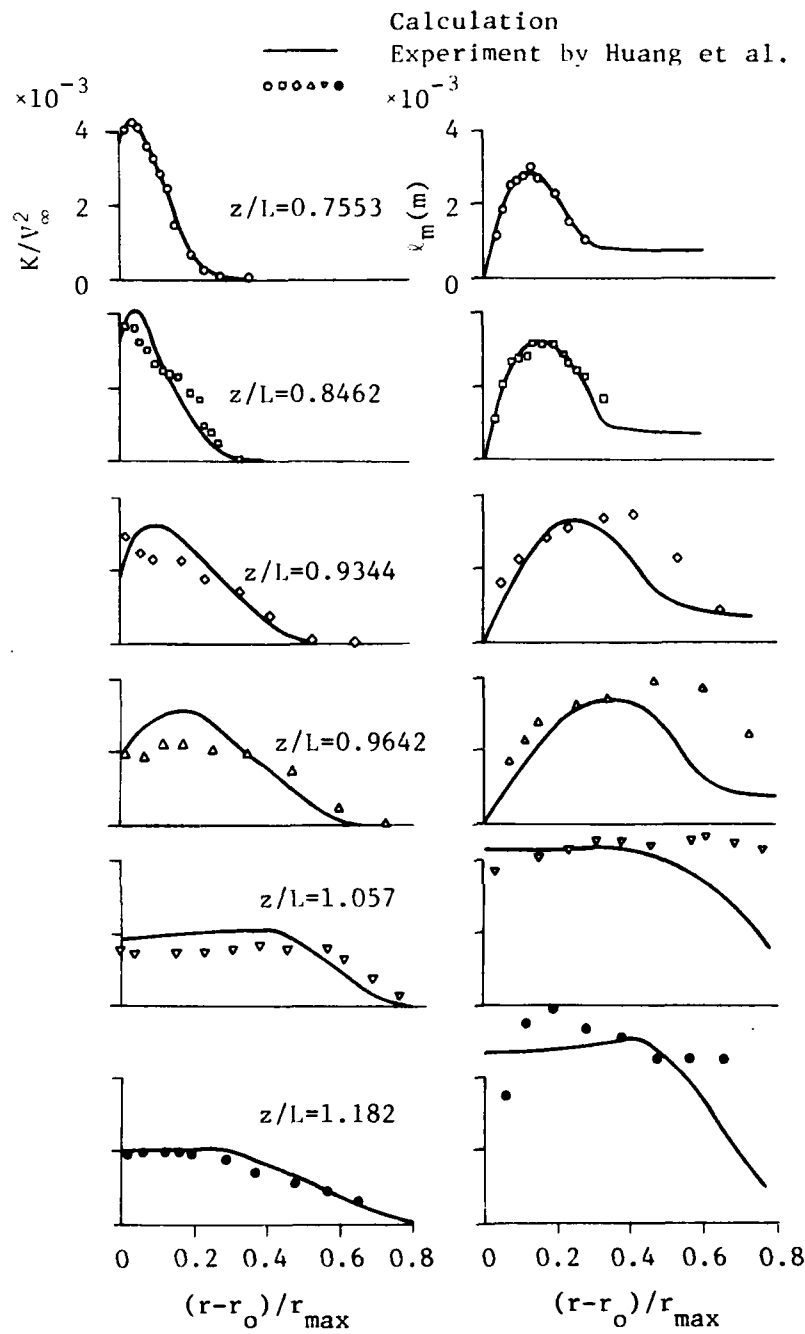 Calculation
Experiment by Huang et al.
×10⁻³
×10⁻³
K/V²∞
4
2
0
z/L=0.7553
ℓm(m)
4
2
0
z/L=0.8462
z/L=0.9344
z/L=0.9642
z/L=1.057
z/L=1.182
0 0.2 0.4 0.6 0.8
0 0.2 0.4 0.6 0.8
(r-ro)/rmax
(r-ro)/rmax